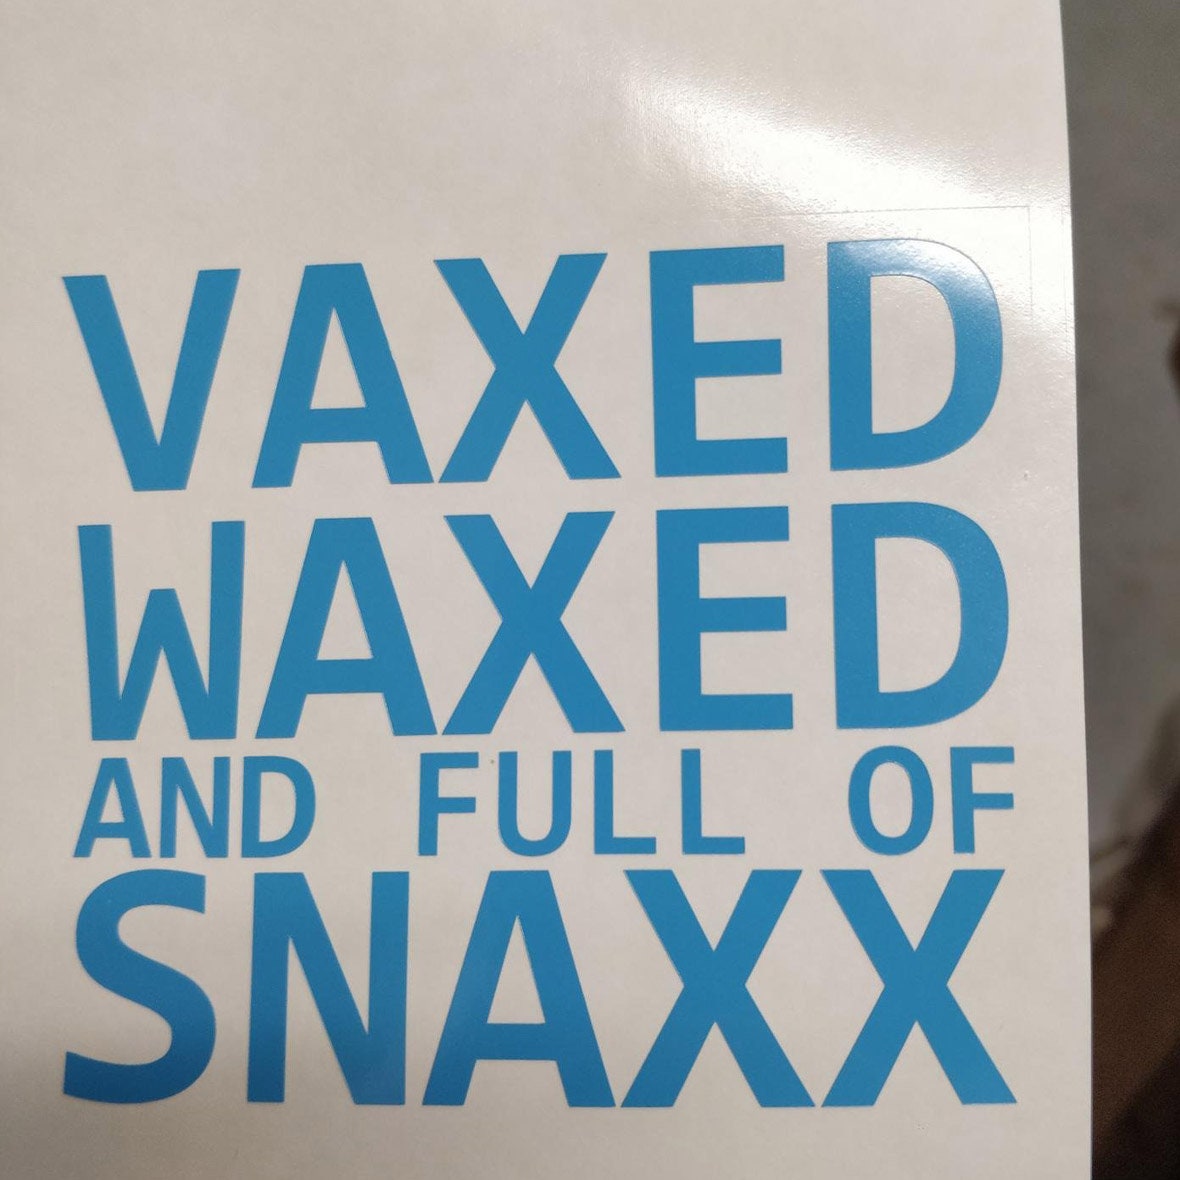 VAXED
WAXED
AND FULL OF
SNAXX